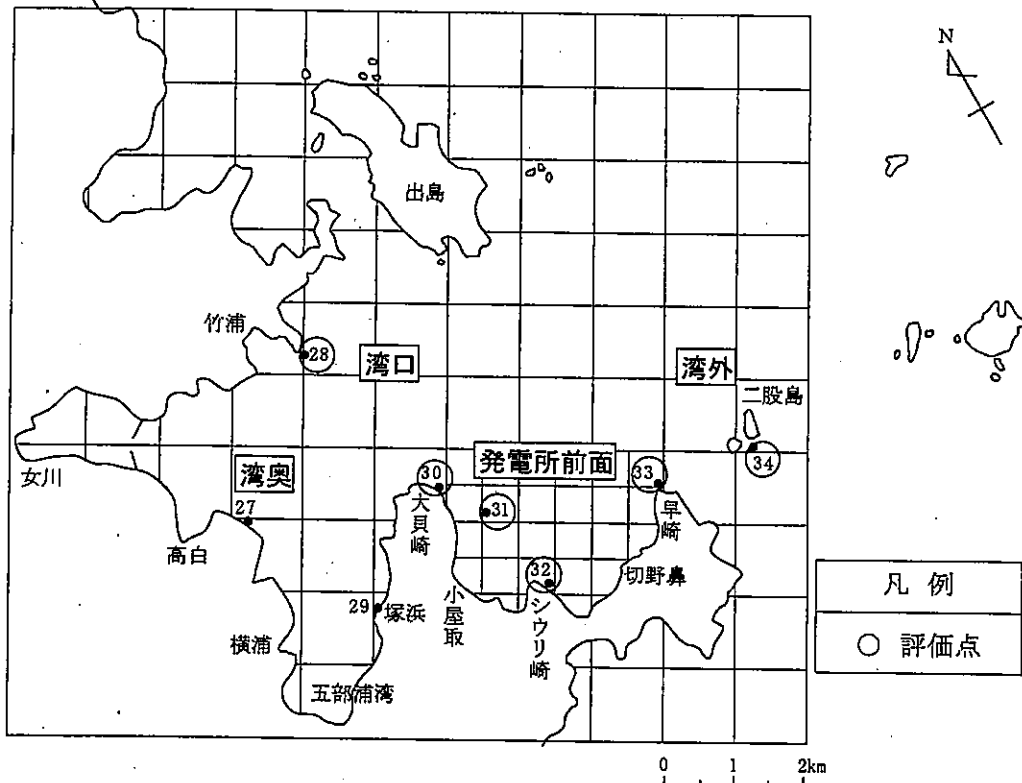 N
出島
竹浦
28
湾口
湾外
二股島
女川
湾奥
27
高白
30
大貝崎
発電所前面
31
33
早崎
34
32
切野鼻
29
塚浜
小屋取
シウリ崎
横浦
五部浦湾
凡例
○ 評価点
0 1 2km